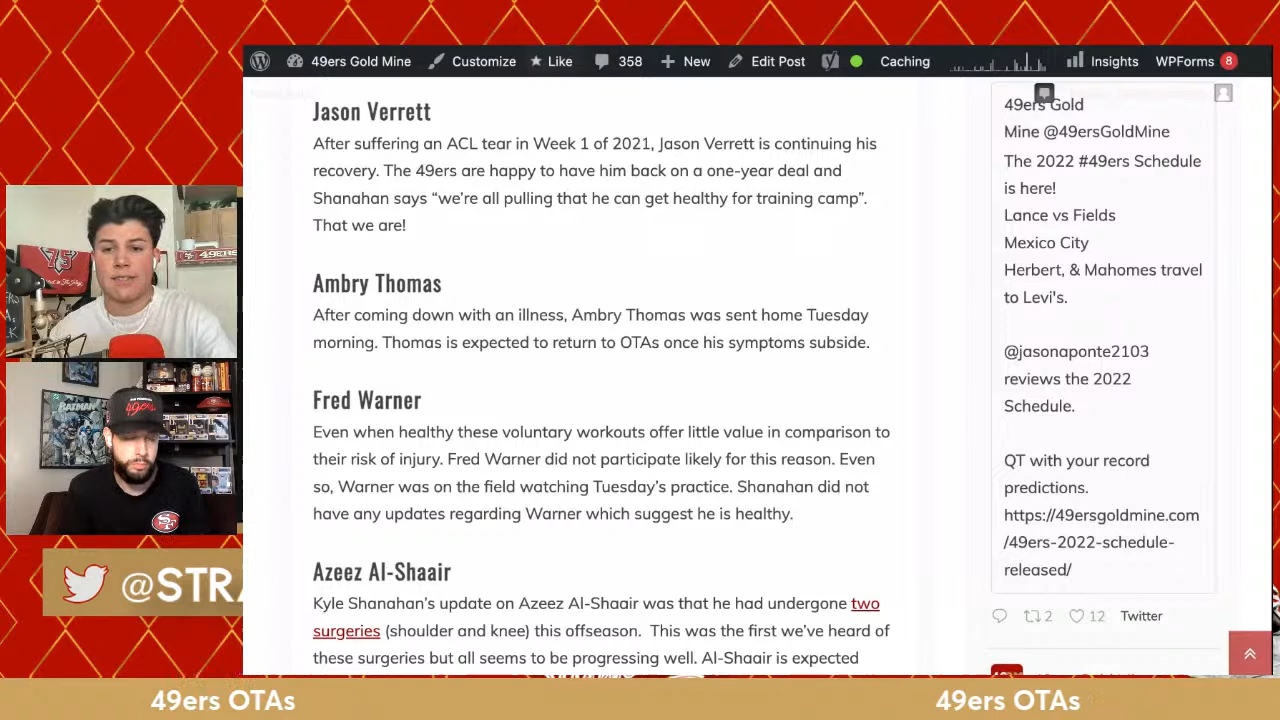 49ers Gold Mine Customize Like 358 New Edit Post Caching Insights WPForms 8
Jason Verrett
After suffering an ACL tear in Week 1 of 2021, Jason Verrett is continuing his
recovery. The 49ers are happy to have him back on a one-year deal and
Shanahan says “we’re all pulling that he can get healthy for training camp”.
That we are!
Ambry Thomas
After coming down with an illness, Ambry Thomas was sent home Tuesday
morning. Thomas is expected to return to OTAs once his symptoms subside.
Fred Warner
Even when healthy these voluntary workouts offer little value in comparison to
their risk of injury. Fred Warner did not participate likely for this reason. Even
so, Warner was on the field watching Tuesday’s practice. Shanahan did not
have any updates regarding Warner which suggest he is healthy.
Azeez Al-Shaair
Kyle Shanahan’s update on Azeez Al-Shaair was that he had undergone two
surgeries (shoulder and knee) this offseason. This was the first we’ve heard of
these surgeries but all seems to be progressing well. Al-Shaair is expected
49ers Gold
Mine @49ersGoldMine
The 2022 #49ers Schedule
is here!
Lance vs Fields
Mexico City
Herbert, & Mahomes travel
to Levi's.
@jasonaponte2103
reviews the 2022
Schedule.
QT with your record
predictions.
https://49ersgoldmine.com
/49ers-2022-schedule-
released/
2 12 Twitter
49ERS
BATMAN
49ers
SF
@STRA
49ers OTAs
49ers OTAs